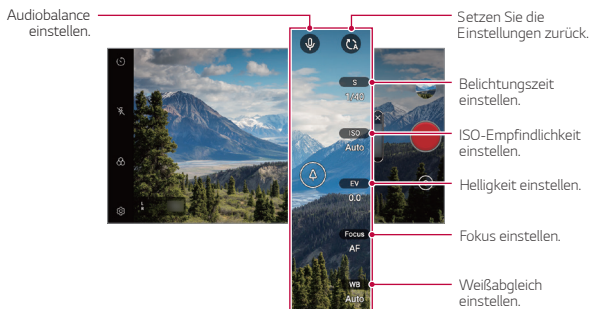 Audiobalance
einstellen.
Setzen Sie die
Einstellungen zurück.
A
S
1/40
Belichtungszeit
einstellen.
ISO
Auto
ISO-Empfindlichkeit
einstellen.
EV
0.0
Helligkeit einstellen.
Focus
AF
Fokus einstellen.
WB
Auto
Weißabgleich
einstellen.
L
R